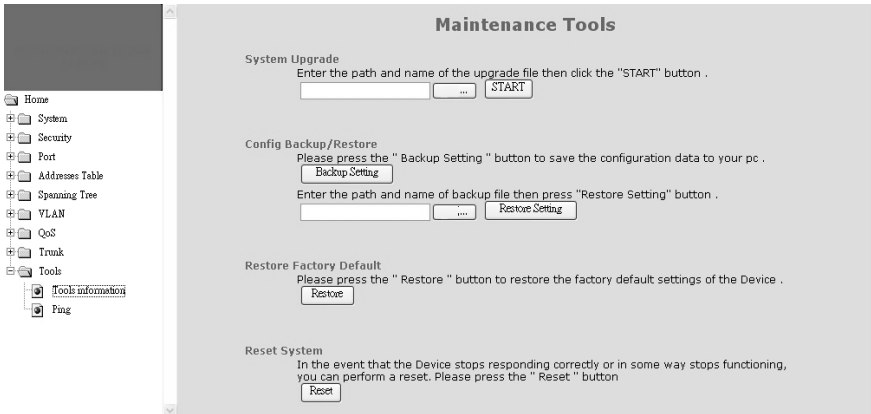 Home
System
Security
Port
Addresses Table
Spanning Tree
VLAN
QoS
Trunk
Tools
Tools information
Ping
Maintenance Tools
System Upgrade
Enter the path and name of the upgrade file then click the "START" button .
... START
Config Backup/Restore
Please press the " Backup Setting " button to save the configuration data to your pc .
Backup Setting
Enter the path and name of backup file then press "Restore Setting" button .
... Restore Setting
Restore Factory Default
Please press the " Restore " button to restore the factory default settings of the Device .
Restore
Reset System
In the event that the Device stops responding correctly or in some way stops functioning,
you can perform a reset. Please press the " Reset " button
Reset